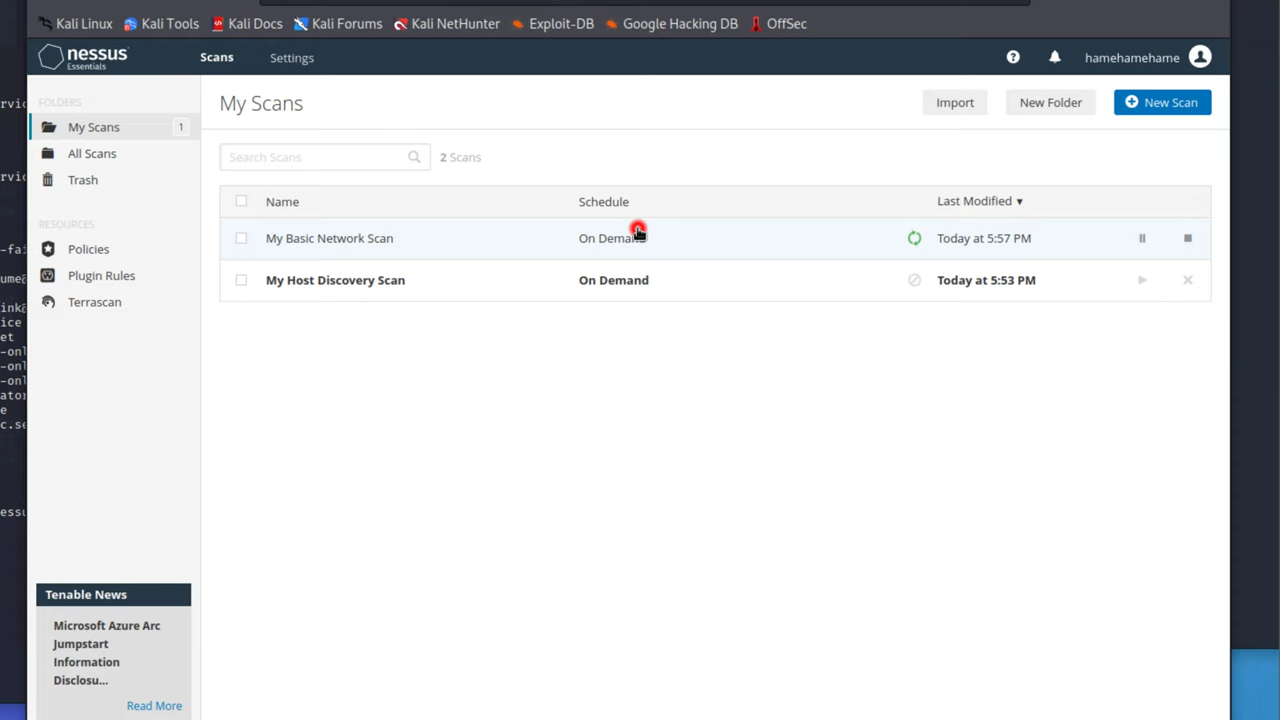 Kali Linux Kali Tools Kali Docs Kali Forums Kali NetHunter Exploit-DB Google Hacking DB OffSec
nessus
Essentials
Scans Settings hamehamehame
FOLDERS
My Scans 1
All Scans
Trash
RESOURCES
Policies
Plugin Rules
Terrascan
My Scans
Import New Folder New Scan
Search Scans 2 Scans
Name Schedule Last Modified ▼
My Basic Network Scan On Demand Today at 5:57 PM
My Host Discovery Scan On Demand Today at 5:53 PM
Tenable News
Microsoft Azure Arc
Jumpstart
Information
Disclosu...
Read More